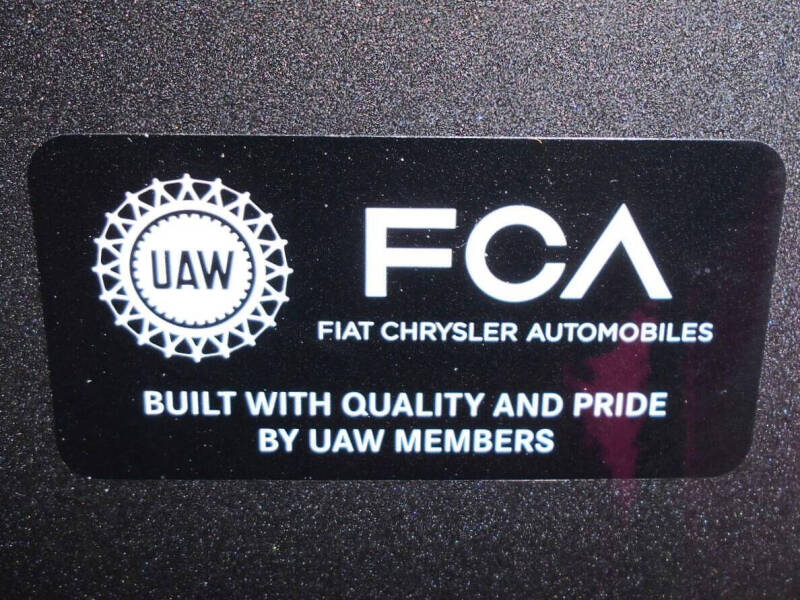 UAW
FCA
FIAT CHRYSLER AUTOMOBILES
BUILT WITH QUALITY AND PRIDE
BY UAW MEMBERS